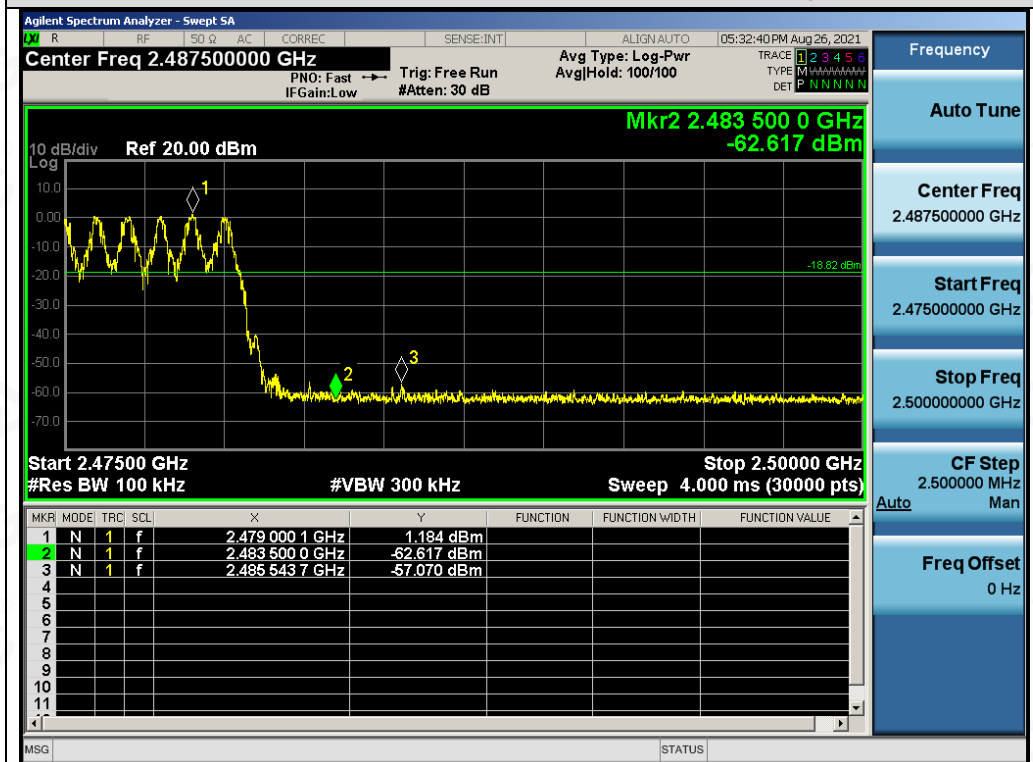 Agilent Spectrum Analyzer - Swept SA
LXI R RF 50 Ω AC CORREC SENSE:INT ALIGN AUTO 05:32:40 PM Aug 26, 2021
Center Freq 2.487500000 GHz
PNO: Fast
IFGain:Low
Trig: Free Run
#Atten: 30 dB
Avg Type: Log-Pwr
Avg|Hold: 100/100
TRACE 1 2 3 4 5 6
TYPE M W W W W W
DET P N N N N N
Mkr2 2.483 500 0 GHz
-62.617 dBm
10 dB/div Ref 20.00 dBm
Log
10.0
0.00
-10.0
-20.0
-30.0
-40.0
-50.0
-60.0
-70.0
1
2
3
-18.82 dBm
Start 2.47500 GHz Stop 2.50000 GHz
#Res BW 100 kHz #VBW 300 kHz Sweep 4.000 ms (30000 pts)
MKR MODE TRC SCL X Y FUNCTION FUNCTION WIDTH FUNCTION VALUE
1 N 1 f 2.479 000 1 GHz 1.184 dBm
2 N 1 f 2.483 500 0 GHz -62.617 dBm
3 N 1 f 2.485 543 7 GHz -57.070 dBm
4
5
6
7
8
9
10
11
MSG STATUS
Frequency
Auto Tune
Center Freq
2.487500000 GHz
Start Freq
2.475000000 GHz
Stop Freq
2.500000000 GHz
CF Step
2.500000 MHz
Auto Man
Freq Offset
0 Hz